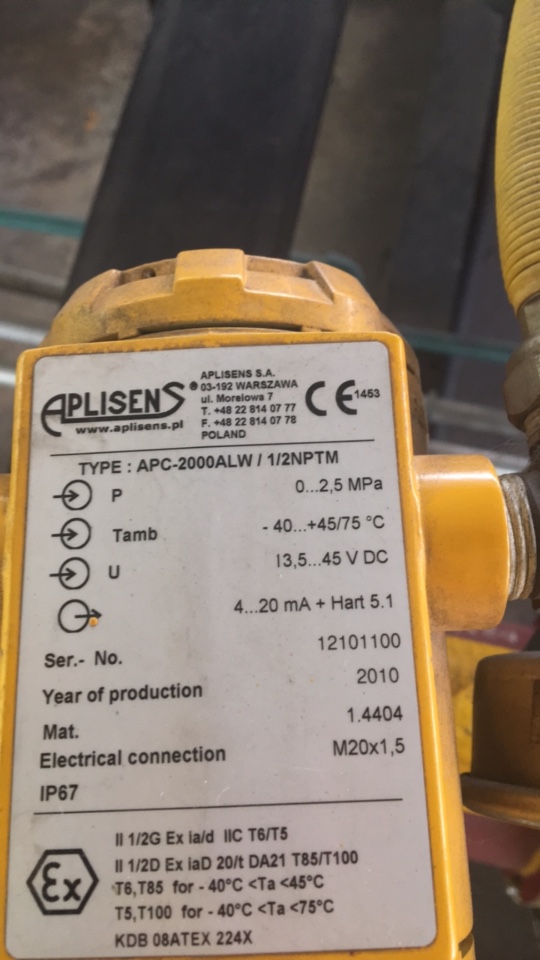 APLISENS ®
www.aplisens.pl
APLISENS S.A.
03-192 WARSZAWA
ul. Morelowa 7
T. +48 22 814 07 77
F. +48 22 814 07 78
POLAND
CE 1453
TYPE : APC-2000ALW / 1/2NPTM
P 0...2,5 MPa
Tamb - 40...+45/75 °C
U 13,5...45 V DC
4...20 mA + Hart 5.1
Ser.- No. 12101100
Year of production 2010
Mat. 1.4404
Electrical connection M20x1,5
IP67
Ex
II 1/2G Ex ia/d IIC T6/T5
II 1/2D Ex iaD 20/t DA21 T85/T100
T6,T85 for - 40°C <Ta <45°C
T5,T100 for - 40°C <Ta <75°C
KDB 08ATEX 224X